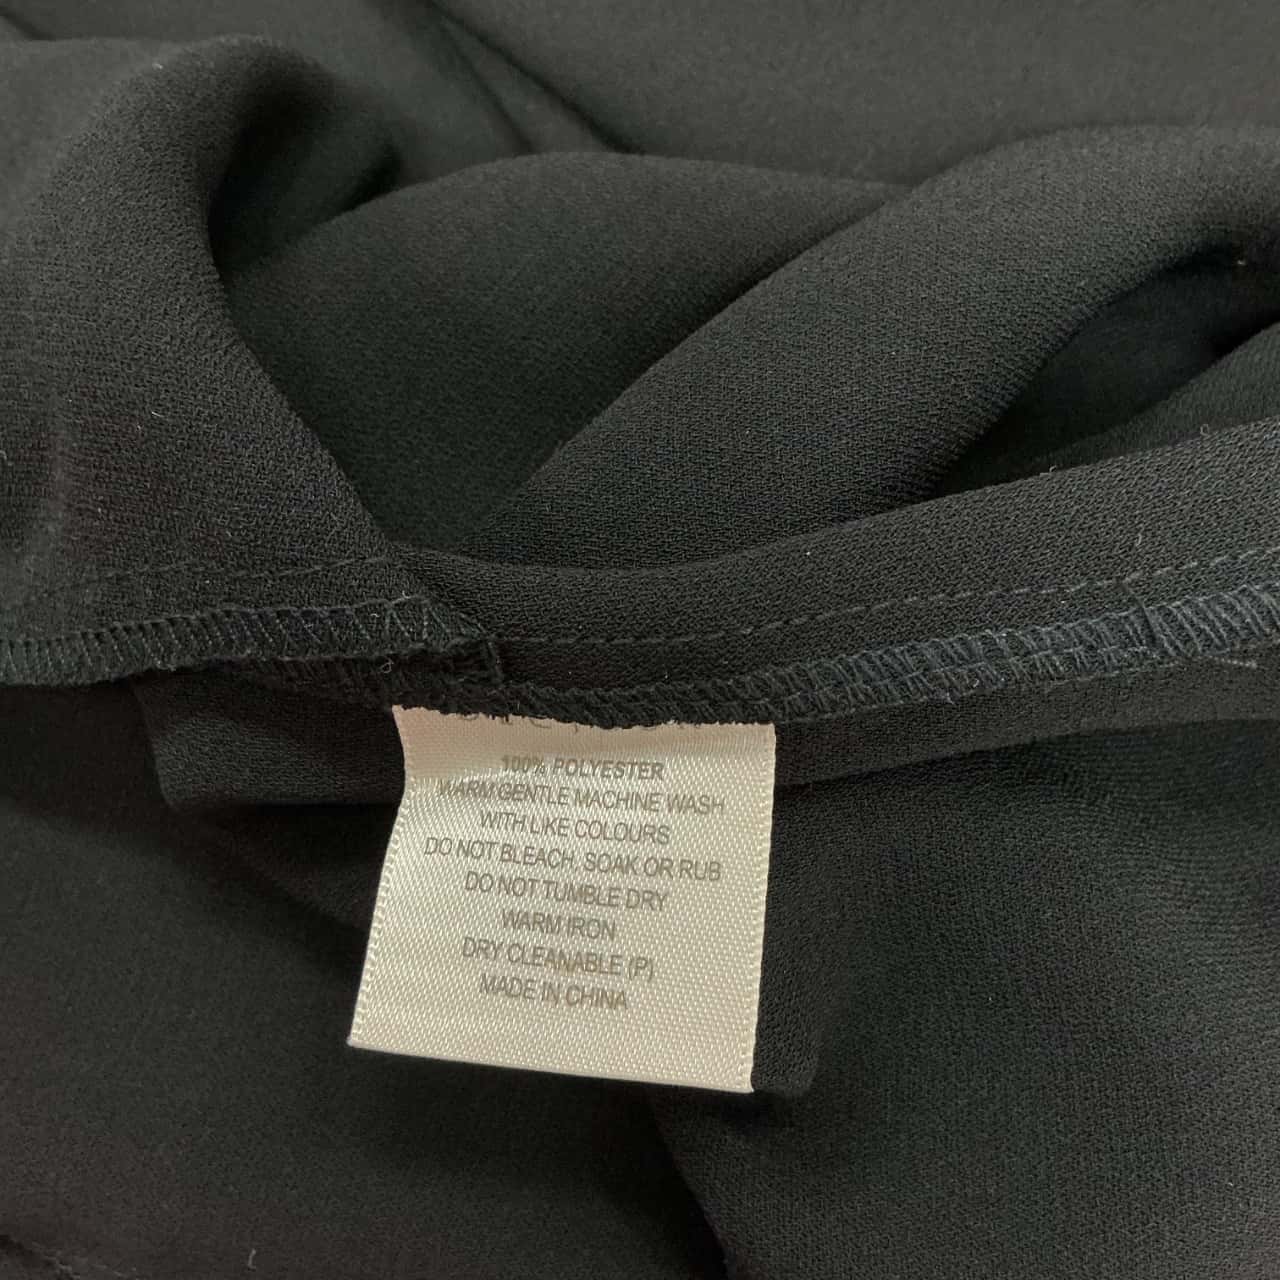 100% POLYESTER
WARM GENTLE MACHINE WASH
WITH LIKE COLOURS
DO NOT BLEACH, SOAK OR RUB
DO NOT TUMBLE DRY
WARM IRON
DRY CLEANABLE (P)
MADE IN CHINA